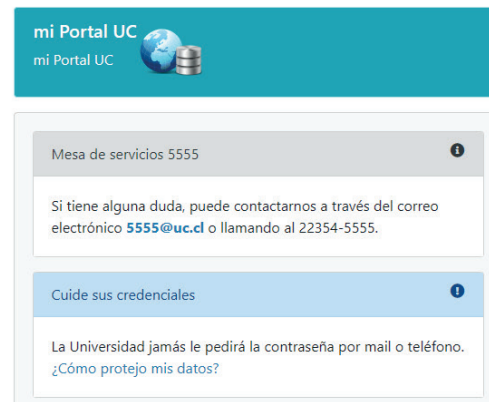 mi Portal UC
mi Portal UC
Mesa de servicios 5555
Si tiene alguna duda, puede contactarnos a través del correo
electrónico 5555@uc.cl o llamando al 22354-5555.
Cuide sus credenciales
La Universidad jamás le pedirá la contraseña por mail o teléfono.
¿Cómo protejo mis datos?